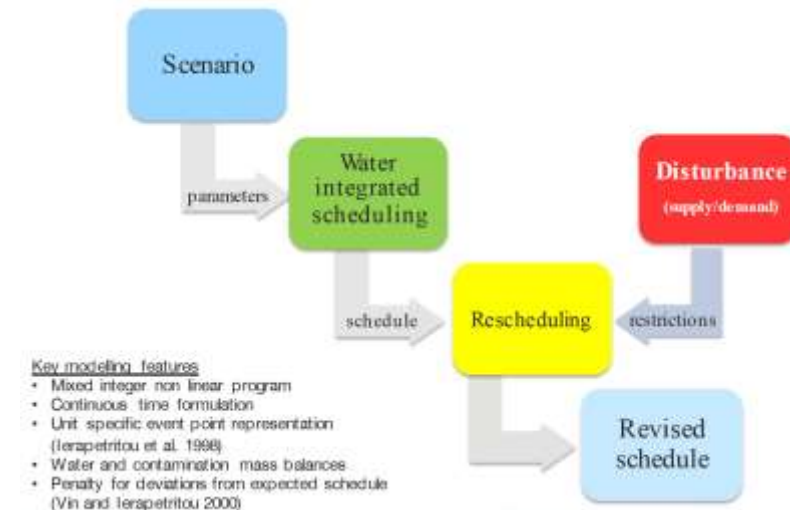 Scenario
parameters
Water
integrated
scheduling
Disturbance
(supply/demand)
schedule
Rescheduling
restrictions
Key modelling features
• Mixed integer non linear program
• Continuous time formulation
• Unit specific event point representation
(Ierapetritou et al. 1998)
• Water and contamination mass balances
• Penalty for deviations from expected schedule
(Vin and Ierapetritou 2000)
Revised
schedule